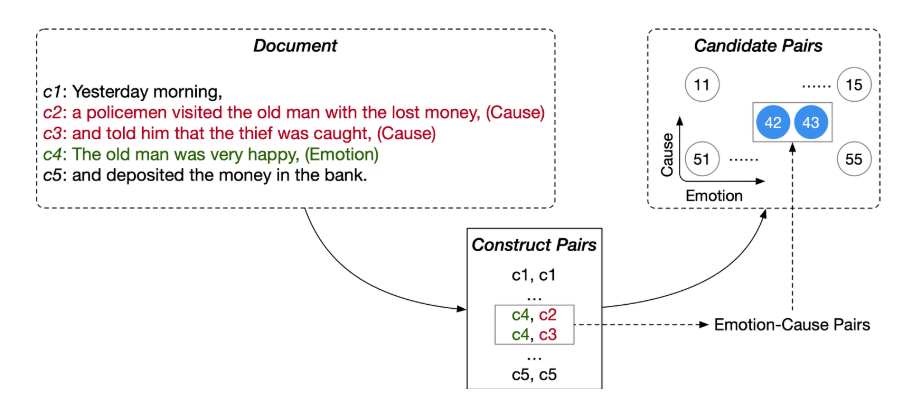 Document
c1: Yesterday morning,
c2: a policemen visited the old man with the lost money, (Cause)
c3: and told him that the thief was caught, (Cause)
c4: The old man was very happy, (Emotion)
c5: and deposited the money in the bank.
Candidate Pairs
11 ...... 15
42 43
51 ...... 55
Cause
Emotion
Construct Pairs
c1, c1
...
c4, c2
c4, c3
...
c5, c5
Emotion-Cause Pairs